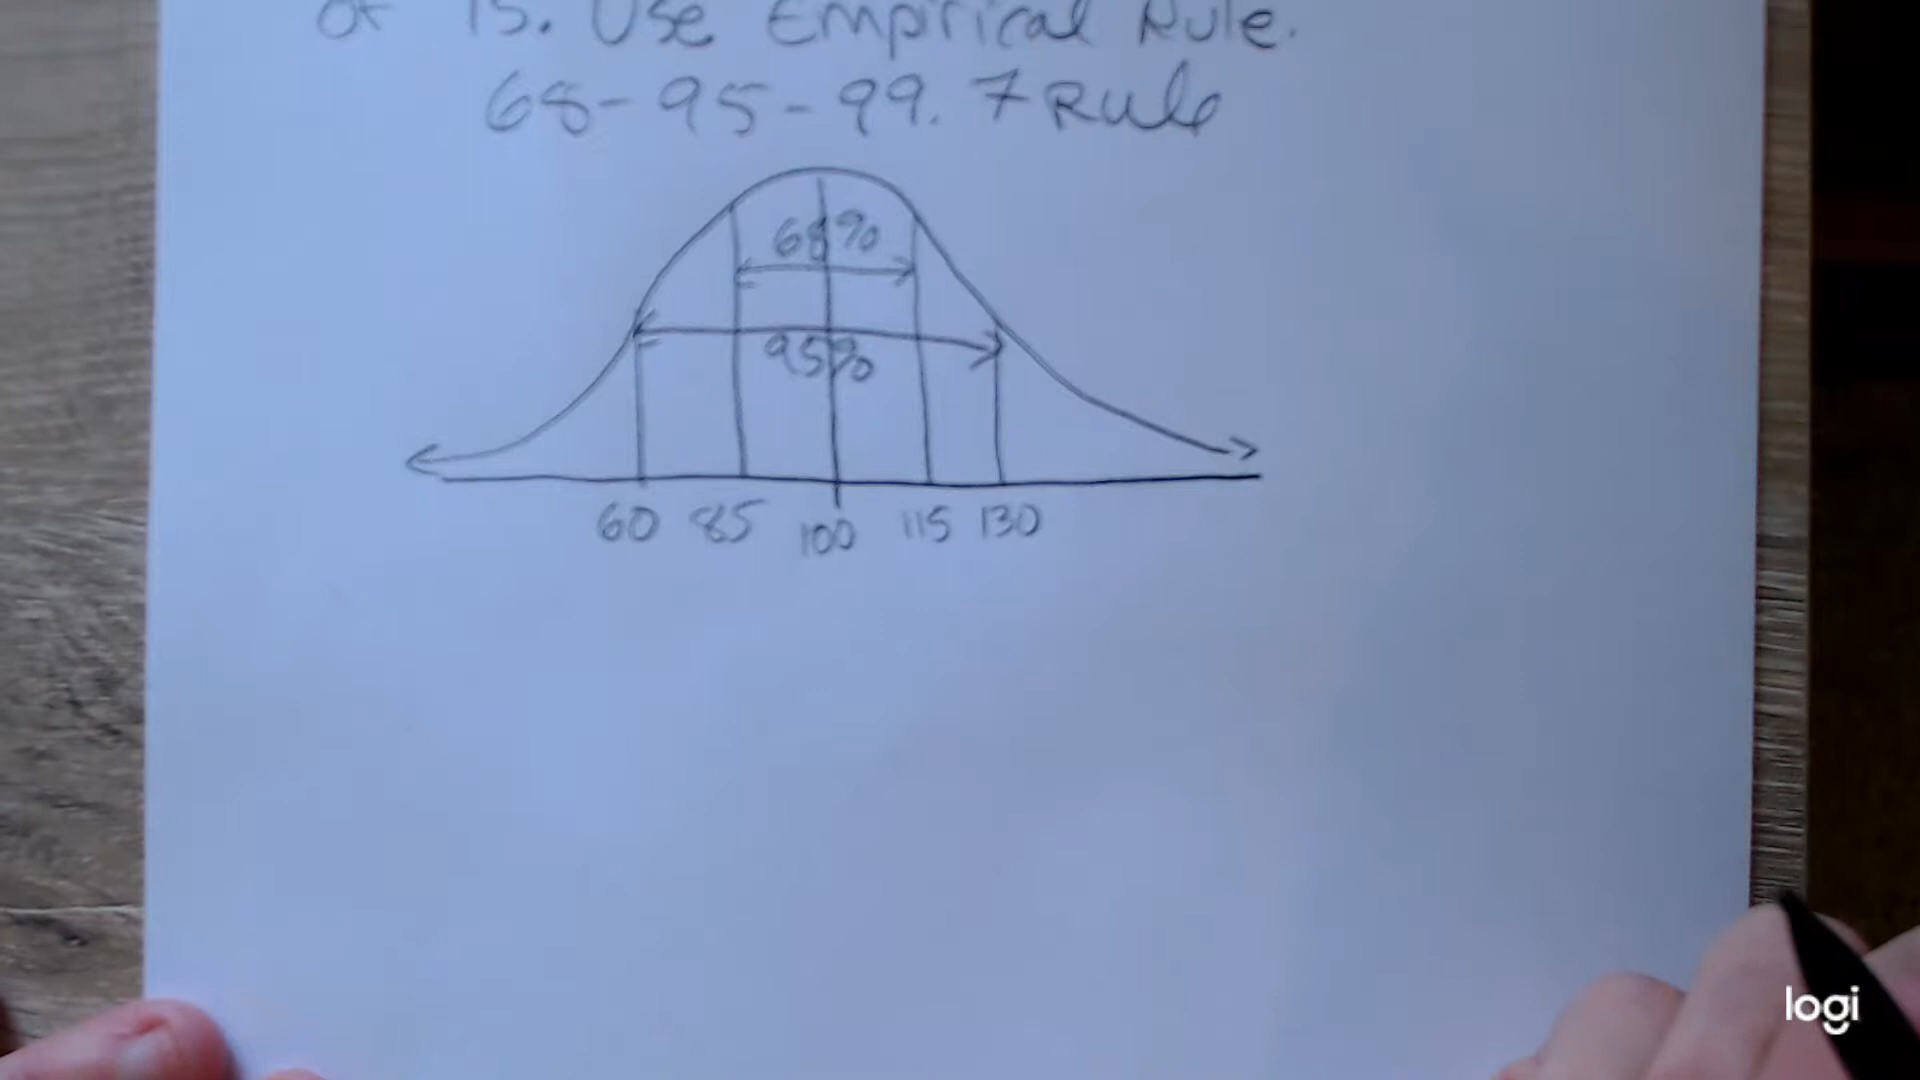 of 15. Use Empirical Rule.
68-95-99.7 Rule
68%
95%
60 85 100 115 130
logi